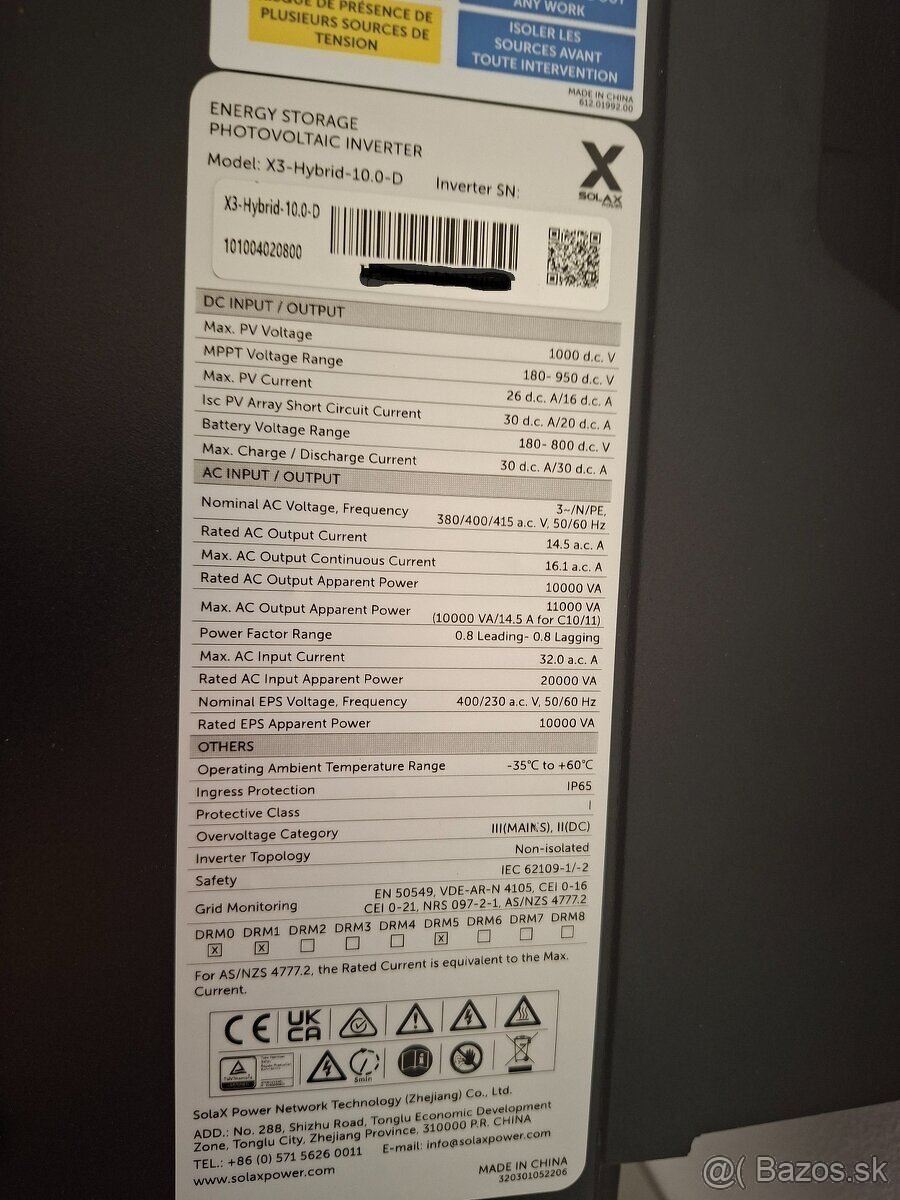 QUE DE PRÉSENCE DE
PLUSIEURS SOURCES DE
TENSION
ANY WORK
ISOLER LES
SOURCES AVANT
TOUTE INTERVENTION
MADE IN CHINA
612.01992.00
ENERGY STORAGE
PHOTOVOLTAIC INVERTER
Model: X3-Hybrid-10.0-D
Inverter SN:
X
SOLAX
POWER
X3-Hybrid-10.0-D
101004020800
DC INPUT / OUTPUT
Max. PV Voltage 1000 d.c. V
MPPT Voltage Range 180- 950 d.c. V
Max. PV Current 26 d.c. A/16 d.c. A
Isc PV Array Short Circuit Current 30 d.c. A/20 d.c. A
Battery Voltage Range 180- 800 d.c. V
Max. Charge / Discharge Current 30 d.c. A/30 d.c. A
AC INPUT / OUTPUT
Nominal AC Voltage, Frequency 3~/N/PE,
380/400/415 a.c. V, 50/60 Hz
Rated AC Output Current 14.5 a.c. A
Max. AC Output Continuous Current 16.1 a.c. A
Rated AC Output Apparent Power 10000 VA
Max. AC Output Apparent Power 11000 VA
(10000 VA/14.5 A for C10/11)
Power Factor Range 0.8 Leading- 0.8 Lagging
Max. AC Input Current 32.0 a.c. A
Rated AC Input Apparent Power 20000 VA
Nominal EPS Voltage, Frequency 400/230 a.c. V, 50/60 Hz
Rated EPS Apparent Power 10000 VA
OTHERS
Operating Ambient Temperature Range -35℃ to +60℃
Ingress Protection IP65
Protective Class I
Overvoltage Category III(MAINS), II(DC)
Inverter Topology Non-isolated
Safety IEC 62109-1/-2
Grid Monitoring EN 50549, VDE-AR-N 4105, CEI 0-16
CEI 0-21, NRS 097-2-1, AS/NZS 4777.2
DRM0 DRM1 DRM2 DRM3 DRM4 DRM5 DRM6 DRM7 DRM8
X X X
For AS/NZS 4777.2, the Rated Current is equivalent to the Max.
Current.
CE UK
CA
5min
SolaX Power Network Technology (Zhejiang) Co., Ltd.
ADD.: No. 288, Shizhu Road, Tonglu Economic Development
Zone, Tonglu City, Zhejiang Province, 310000 P.R. CHINA
TEL.: +86 (0) 571 5626 0011 E-mail: info@solaxpower.com
www.solaxpower.com
MADE IN CHINA
320301052206
@( Bazos.sk